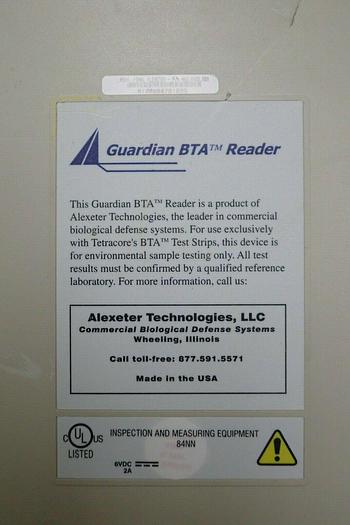 Guardian BTA™ Reader
This Guardian BTA™ Reader is a product of
Alexeter Technologies, the leader in commercial
biological defense systems. For use exclusively
with Tetracore's BTA™ Test Strips, this device is
for environmental sample testing only. All test
results must be confirmed by a qualified reference
laboratory. For more information, call us:
Alexeter Technologies, LLC
Commercial Biological Defense Systems
Wheeling, Illinois
Call toll-free: 877.591.5571
Made in the USA
c UL US
LISTED
INSPECTION AND MEASURING EQUIPMENT
84NN
6VDC
2A